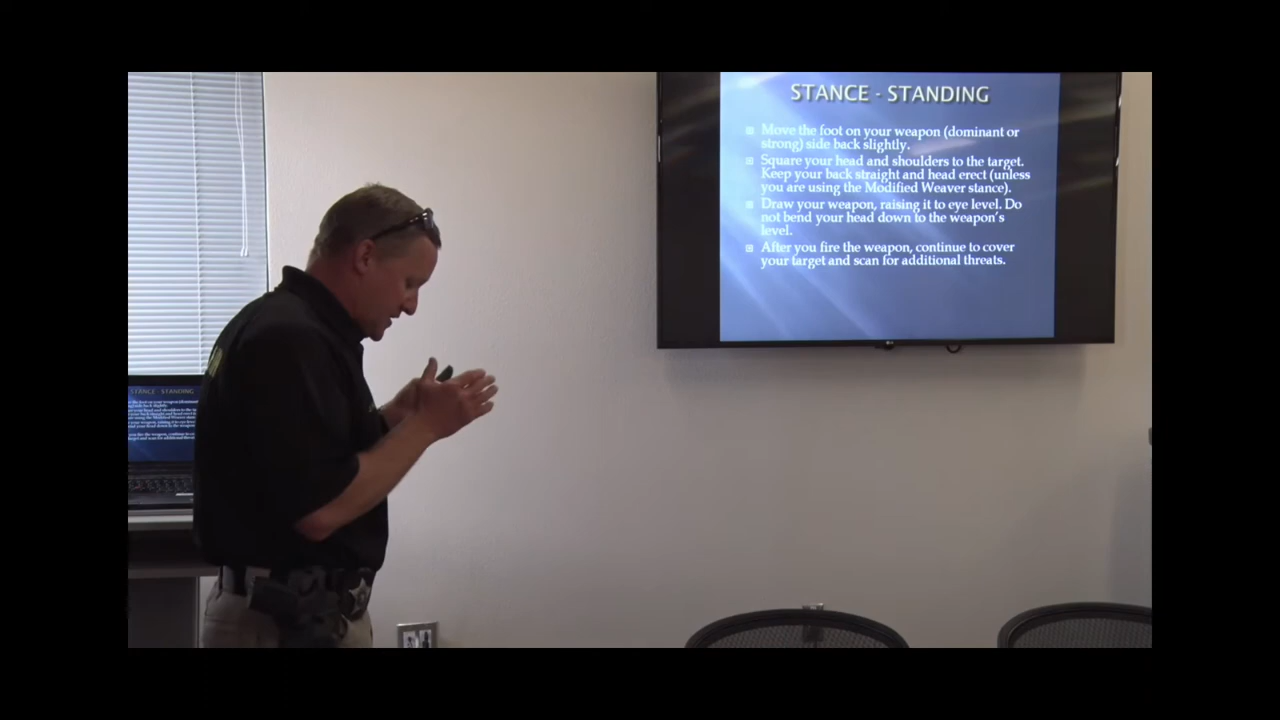 STANCE - STANDING
Move the foot on your weapon (dominant or
strong) side back slightly.
Square your head and shoulders to the target.
Keep your back straight and head erect (unless
you are using the Modified Weaver stance).
Draw your weapon, raising it to eye level. Do
not bend your head down to the weapon's
level.
After you fire the weapon, continue to cover
your target and scan for additional threats.
STANCE STANDING